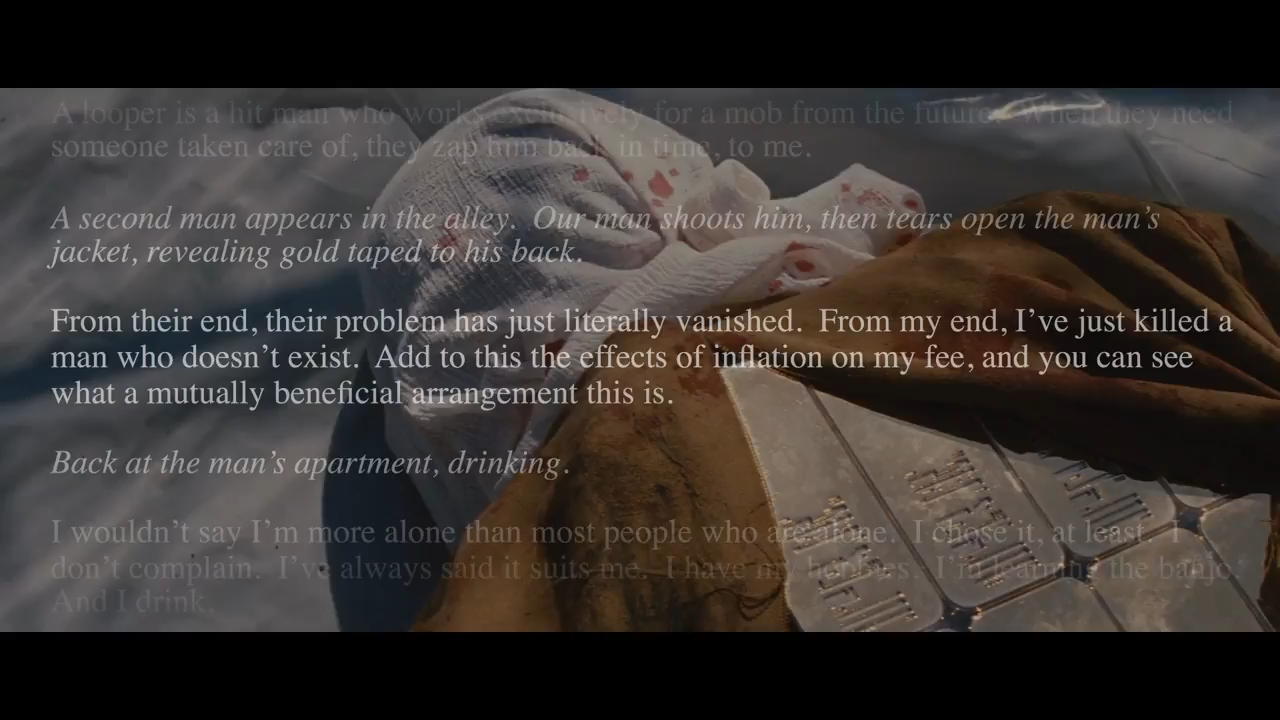 A looper is a hit man who works exclusively for a mob from the future. When they need
someone taken care of, they zap him back in time, to me.
A second man appears in the alley. Our man shoots him, then tears open the man's
jacket, revealing gold taped to his back.
From their end, their problem has just literally vanished. From my end, I've just killed a
man who doesn't exist. Add to this the effects of inflation on my fee, and you can see
what a mutually beneficial arrangement this is.
Back at the man's apartment, drinking.
I wouldn't say I'm more alone than most people who are alone. I chose it, at least. I
don't complain. I've always said it suits me. I have my hobbies. I'm learning the banjo.
And I drink.